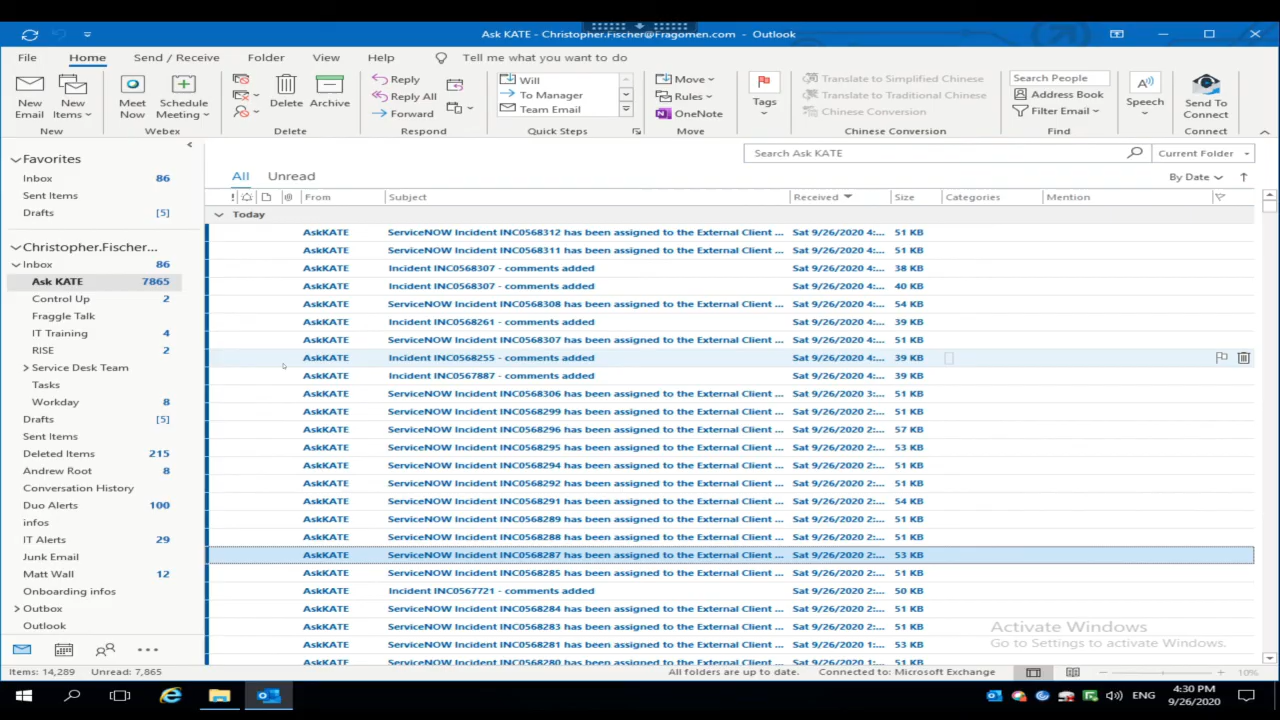 Ask KATE - Christopher.Fischer@Fragomen.com - Outlook
File Home Send / Receive Folder View Help Tell me what you want to do
New Email
New Items
New
Meet Now
Schedule Meeting
Webex
Delete
Archive
Delete
Reply
Reply All
Forward
Respond
Will
To Manager
Team Email
Quick Steps
Move
Rules
OneNote
Move
Tags
Translate to Simplified Chinese
Translate to Traditional Chinese
Chinese Conversion
Chinese Conversion
Search People
Address Book
Filter Email
Find
Speech
Send To Connect
Connect
Favorites
Inbox 86
Sent Items
Drafts [5]
Christopher.Fischer...
Inbox 86
Ask KATE 7865
Control Up 2
Fraggle Talk
IT Training 4
RISE 2
Service Desk Team
Tasks
Workday 8
Drafts [5]
Sent Items
Deleted Items 215
Andrew Root 8
Conversation History
Duo Alerts 100
infos
IT Alerts 29
Junk Email
Matt Wall 12
Onboarding infos
Outbox
Outlook
Search Ask KATE Current Folder
All Unread By Date
From Subject Received Size Categories Mention
Today
AskKATE ServiceNOW Incident INC0568312 has been assigned to the External Client ... Sat 9/26/2020 4:... 51 KB
AskKATE ServiceNOW Incident INC0568311 has been assigned to the External Client ... Sat 9/26/2020 4:... 51 KB
AskKATE Incident INC0568307 - comments added Sat 9/26/2020 4:... 38 KB
AskKATE Incident INC0568307 - comments added Sat 9/26/2020 4:... 40 KB
AskKATE ServiceNOW Incident INC0568308 has been assigned to the External Client ... Sat 9/26/2020 4:... 54 KB
AskKATE Incident INC0568261 - comments added Sat 9/26/2020 4:... 39 KB
AskKATE ServiceNOW Incident INC0568307 has been assigned to the External Client ... Sat 9/26/2020 4:... 51 KB
AskKATE Incident INC0568255 - comments added Sat 9/26/2020 4:... 39 KB
AskKATE Incident INC0567887 - comments added Sat 9/26/2020 4:... 39 KB
AskKATE ServiceNOW Incident INC0568306 has been assigned to the External Client ... Sat 9/26/2020 3:... 51 KB
AskKATE ServiceNOW Incident INC0568299 has been assigned to the External Client ... Sat 9/26/2020 2:... 51 KB
AskKATE ServiceNOW Incident INC0568296 has been assigned to the External Client ... Sat 9/26/2020 2:... 57 KB
AskKATE ServiceNOW Incident INC0568295 has been assigned to the External Client ... Sat 9/26/2020 2:... 53 KB
AskKATE ServiceNOW Incident INC0568294 has been assigned to the External Client ... Sat 9/26/2020 2:... 51 KB
AskKATE ServiceNOW Incident INC0568292 has been assigned to the External Client ... Sat 9/26/2020 2:... 51 KB
AskKATE ServiceNOW Incident INC0568291 has been assigned to the External Client ... Sat 9/26/2020 2:... 54 KB
AskKATE ServiceNOW Incident INC0568289 has been assigned to the External Client ... Sat 9/26/2020 2:... 51 KB
AskKATE ServiceNOW Incident INC0568288 has been assigned to the External Client ... Sat 9/26/2020 2:... 51 KB
AskKATE ServiceNOW Incident INC0568287 has been assigned to the External Client ... Sat 9/26/2020 2:... 53 KB
AskKATE ServiceNOW Incident INC0568285 has been assigned to the External Client ... Sat 9/26/2020 2:... 51 KB
AskKATE Incident INC0567721 - comments added Sat 9/26/2020 2:... 50 KB
AskKATE ServiceNOW Incident INC0568284 has been assigned to the External Client ... Sat 9/26/2020 2:... 51 KB
AskKATE ServiceNOW Incident INC0568283 has been assigned to the External Client ... Sat 9/26/2020 2:... 51 KB
AskKATE ServiceNOW Incident INC0568281 has been assigned to the External Client ... Sat 9/26/2020 1:... 53 KB
AskKATE ServiceNOW Incident INC0568280 has been assigned to the External Client ... Sat 9/26/2020 1:... 51 KB
Activate Windows
Go to Settings to activate Windows.
Items: 14,289 Unread: 7,865 All folders are up to date. Connected to: Microsoft Exchange 10%
ENG 4:30 PM
9/26/2020